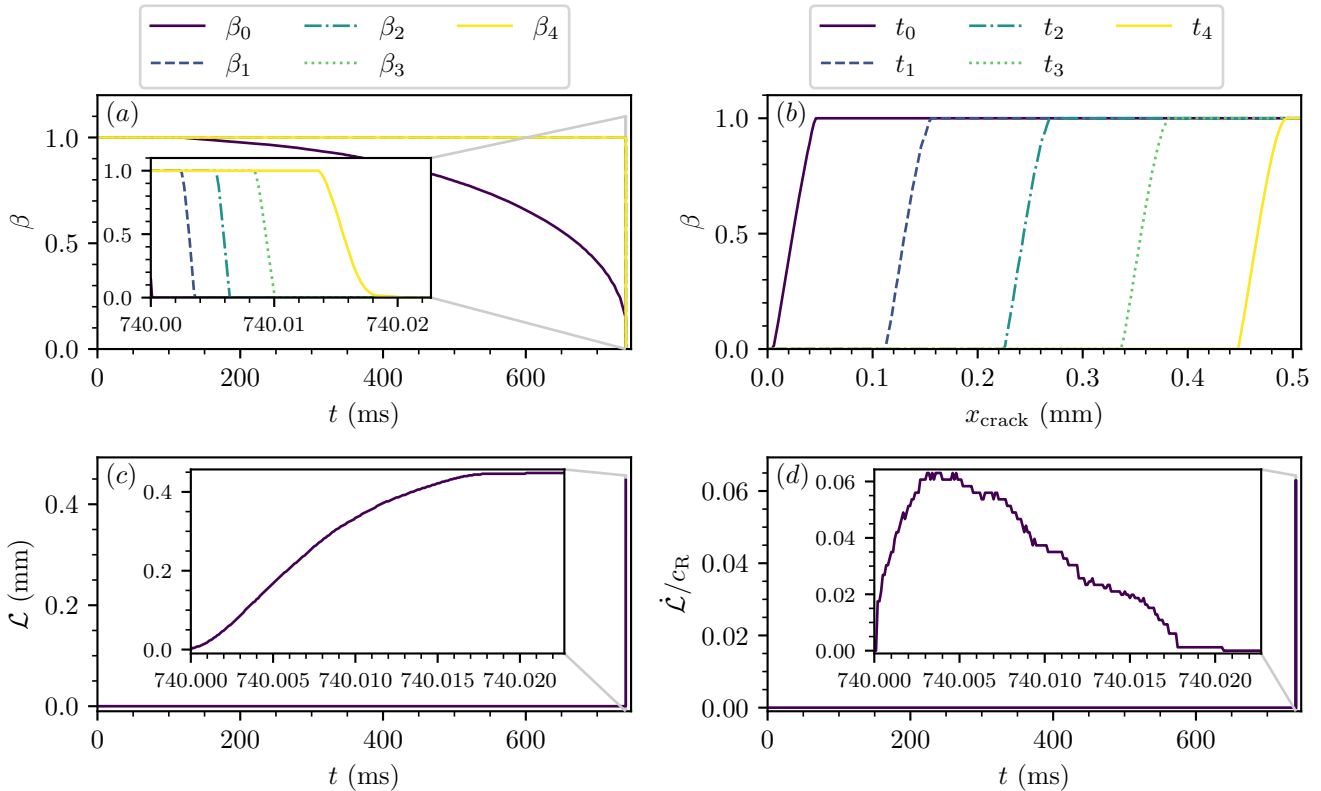 β₀ β₂ β₄
β₁ β₃
t₀ t₂ t₄
t₁ t₃
(a)
1.0
0.5
0.0
β
0 200 400 600
t (ms)
1.0
0.5
0.0
740.00 740.01 740.02
(b)
1.0
0.5
0.0
β
0.0 0.1 0.2 0.3 0.4 0.5
x_crack (mm)
(c)
0.4
0.2
0.0
ℒ (mm)
0 200 400 600
t (ms)
0.4
0.2
0.0
740.000 740.005 740.010 740.015 740.020
(d)
0.06
0.04
0.02
0.00
ℒ̇/c_R
0 200 400 600
t (ms)
0.06
0.04
0.02
0.00
740.000 740.005 740.010 740.015 740.020